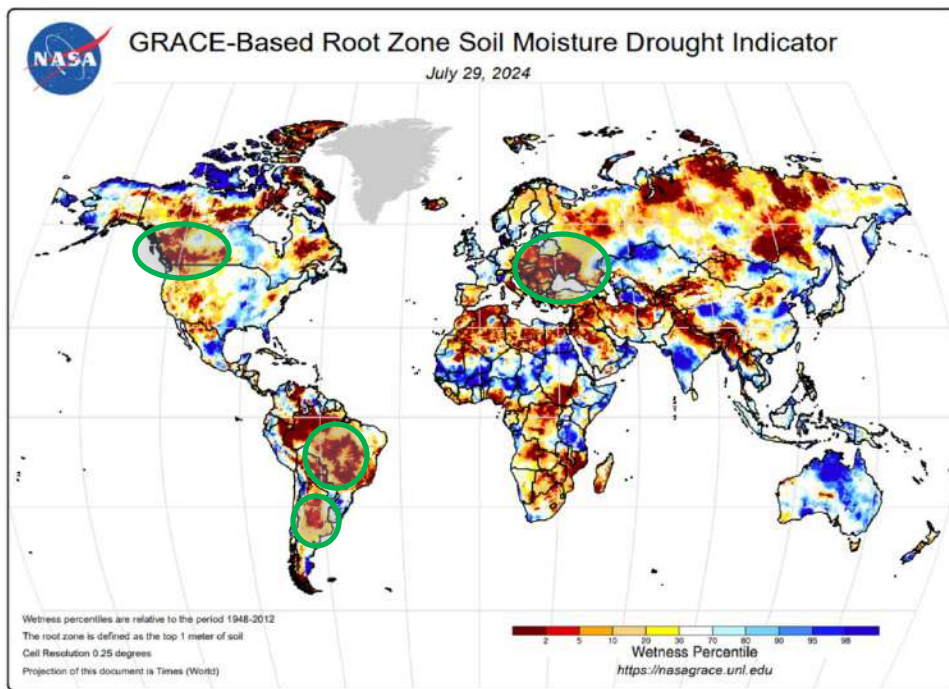 NASA
GRACE-Based Root Zone Soil Moisture Drought Indicator
July 29, 2024
Wetness percentiles are relative to the period 1948-2012
The root zone is defined as the top 1 meter of soil
Cell Resolution 0.25 degrees
Projection of this document is Times (World)
2 5 10 20 30 70 80 90 95 98
Wetness Percentile
https://nasagrace.unl.edu